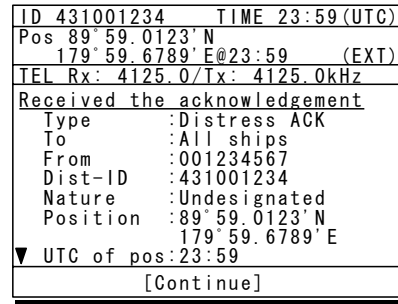 ID 431001234 TIME 23:59(UTC)
Pos 89°59.0123'N
179°59.6789'E@23:59 (EXT)
TEL Rx: 4125.0/Tx: 4125.0kHz
Received the acknowledgement
Type :Distress ACK
To :All ships
From :001234567
Dist-ID :431001234
Nature :Undesignated
Position :89°59.0123'N
179°59.6789'E
▼ UTC of pos:23:59
[Continue]